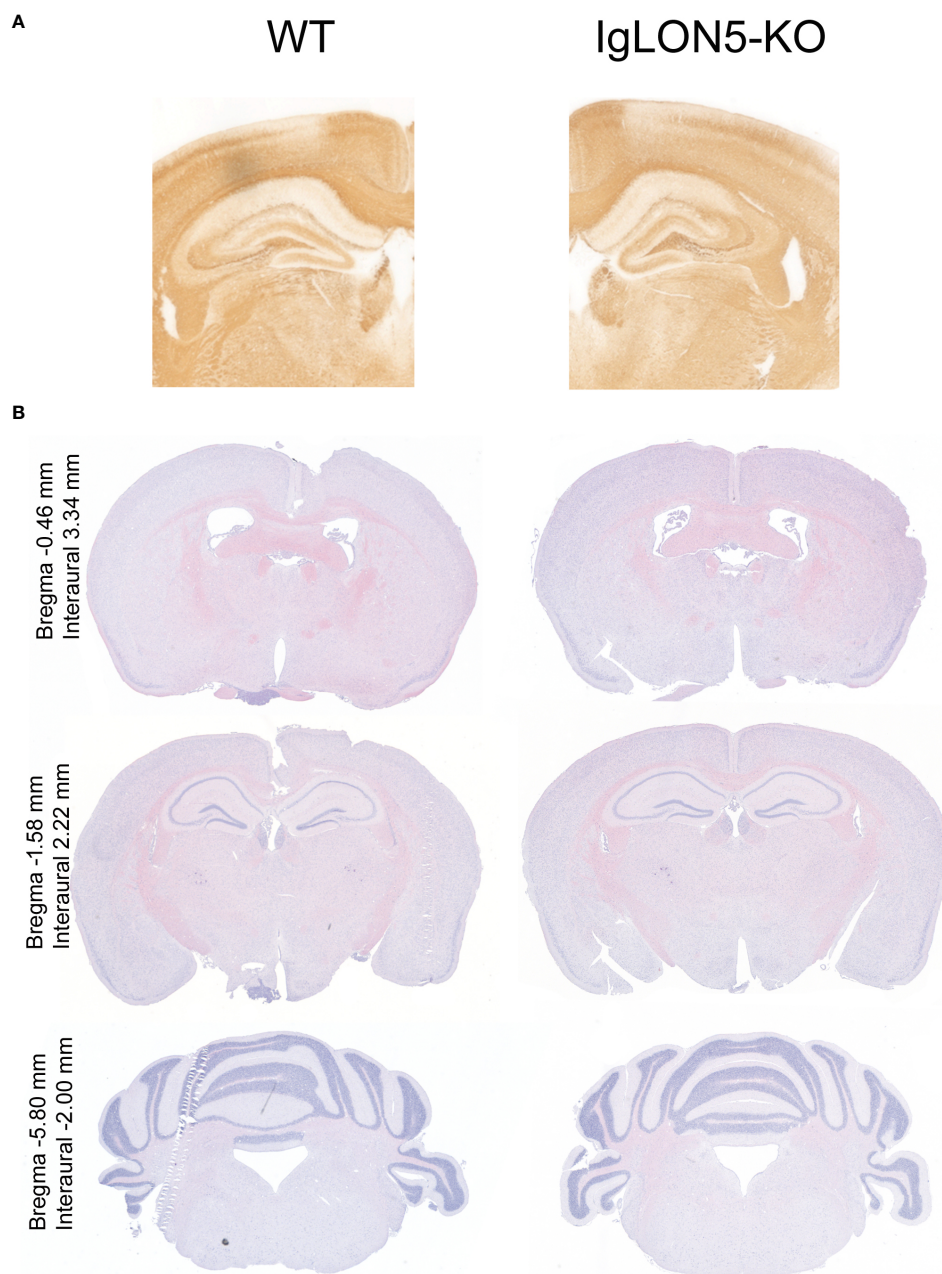 A
WT
IgLON5-KO
B
Bregma -0.46 mm
Interaural 3.34 mm
Bregma -1.58 mm
Interaural 2.22 mm
Bregma -5.80 mm
Interaural -2.00 mm